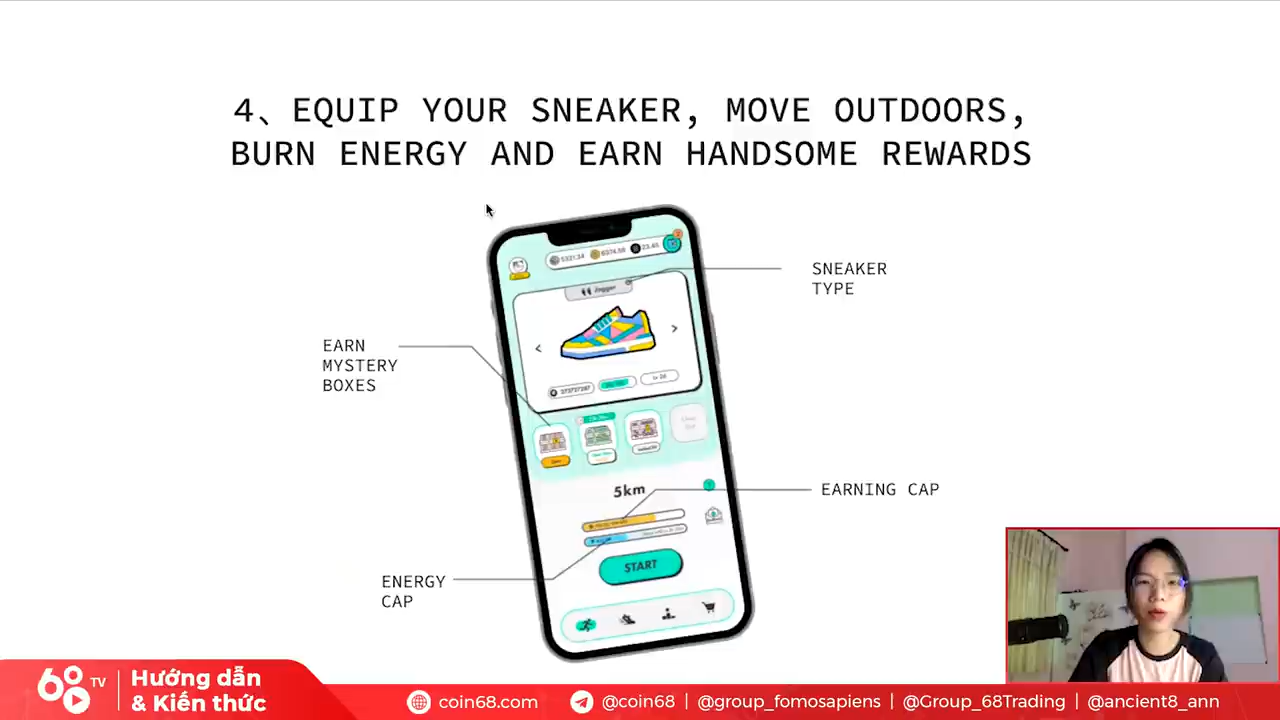 4、EQUIP YOUR SNEAKER, MOVE OUTDOORS,
BURN ENERGY AND EARN HANDSOME REWARDS
SNEAKER
TYPE
Jogger
EARN
MYSTERY
BOXES
5km
EARNING CAP
START
ENERGY
CAP
68 TV
Hướng dẫn
& Kiến thức
coin68.com
@coin68 | @group_fomosapiens | @Group_68Trading | @ancient8_ann